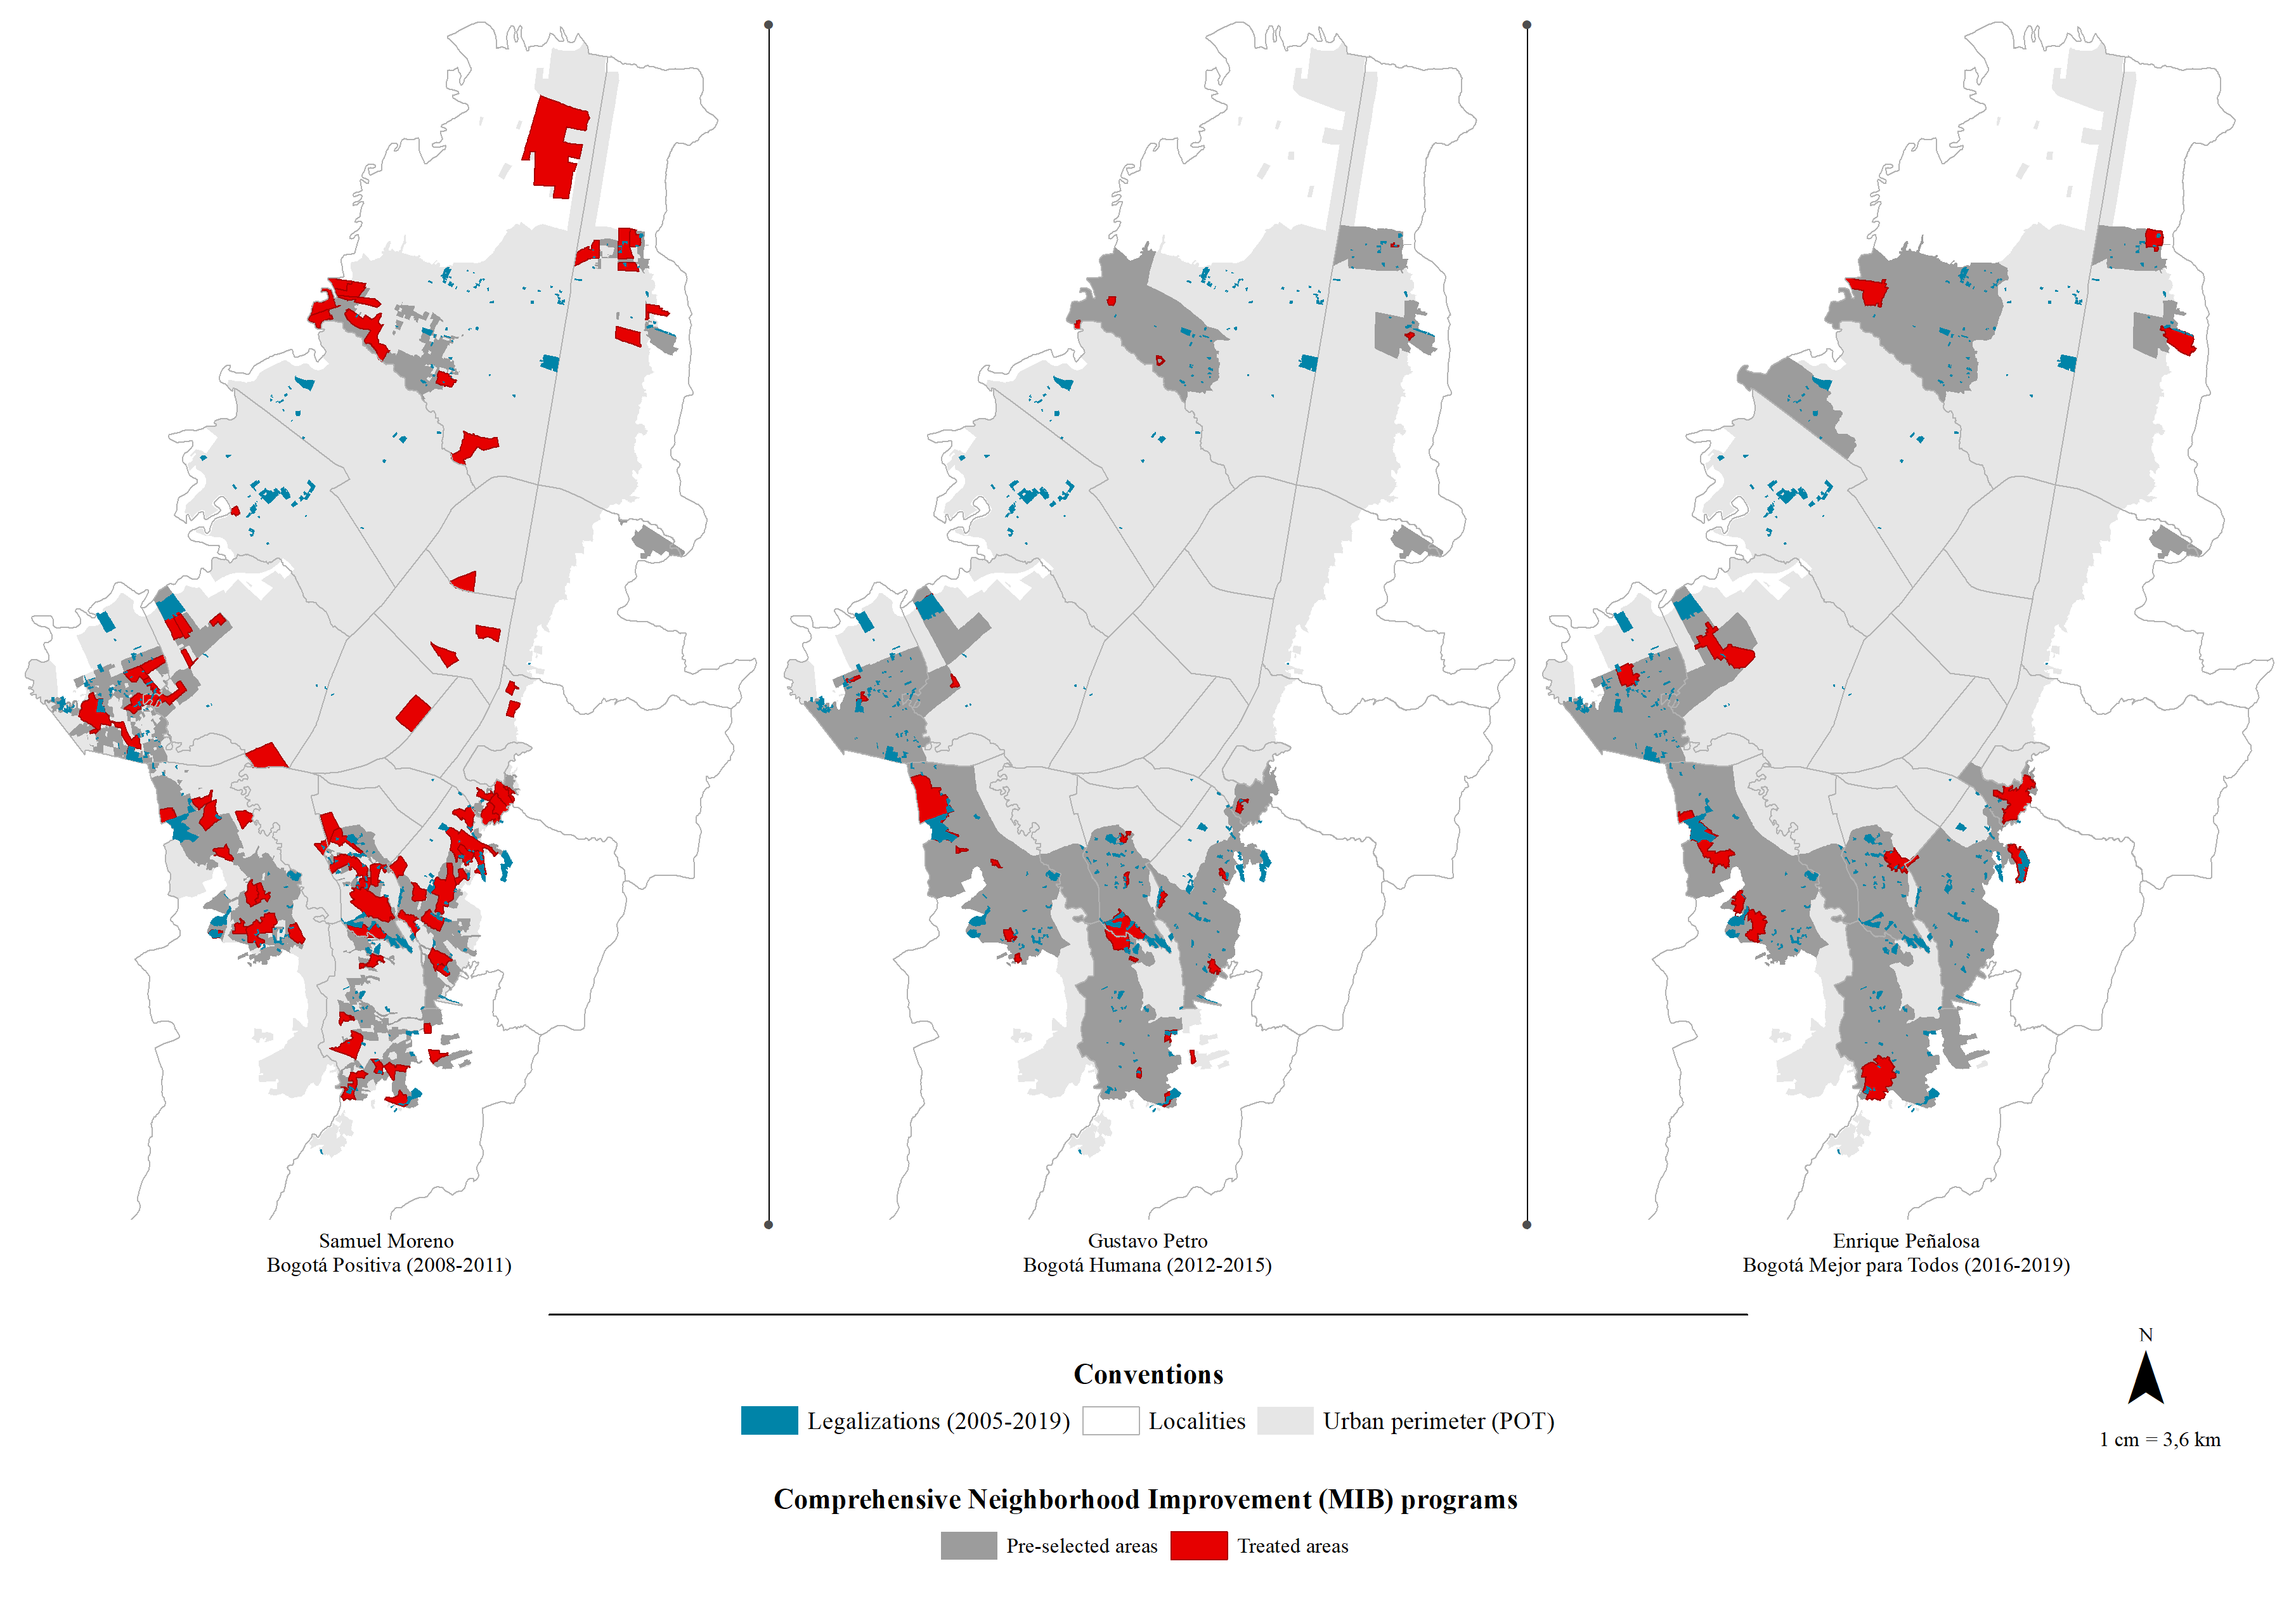 Samuel Moreno
Bogotá Positiva (2008-2011)
Gustavo Petro
Bogotá Humana (2012-2015)
Enrique Peñalosa
Bogotá Mejor para Todos (2016-2019)
N
1 cm = 3,6 km
Conventions
Legalizations (2005-2019) Localities Urban perimeter (POT)
Comprehensive Neighborhood Improvement (MIB) programs
Pre-selected areas Treated areas